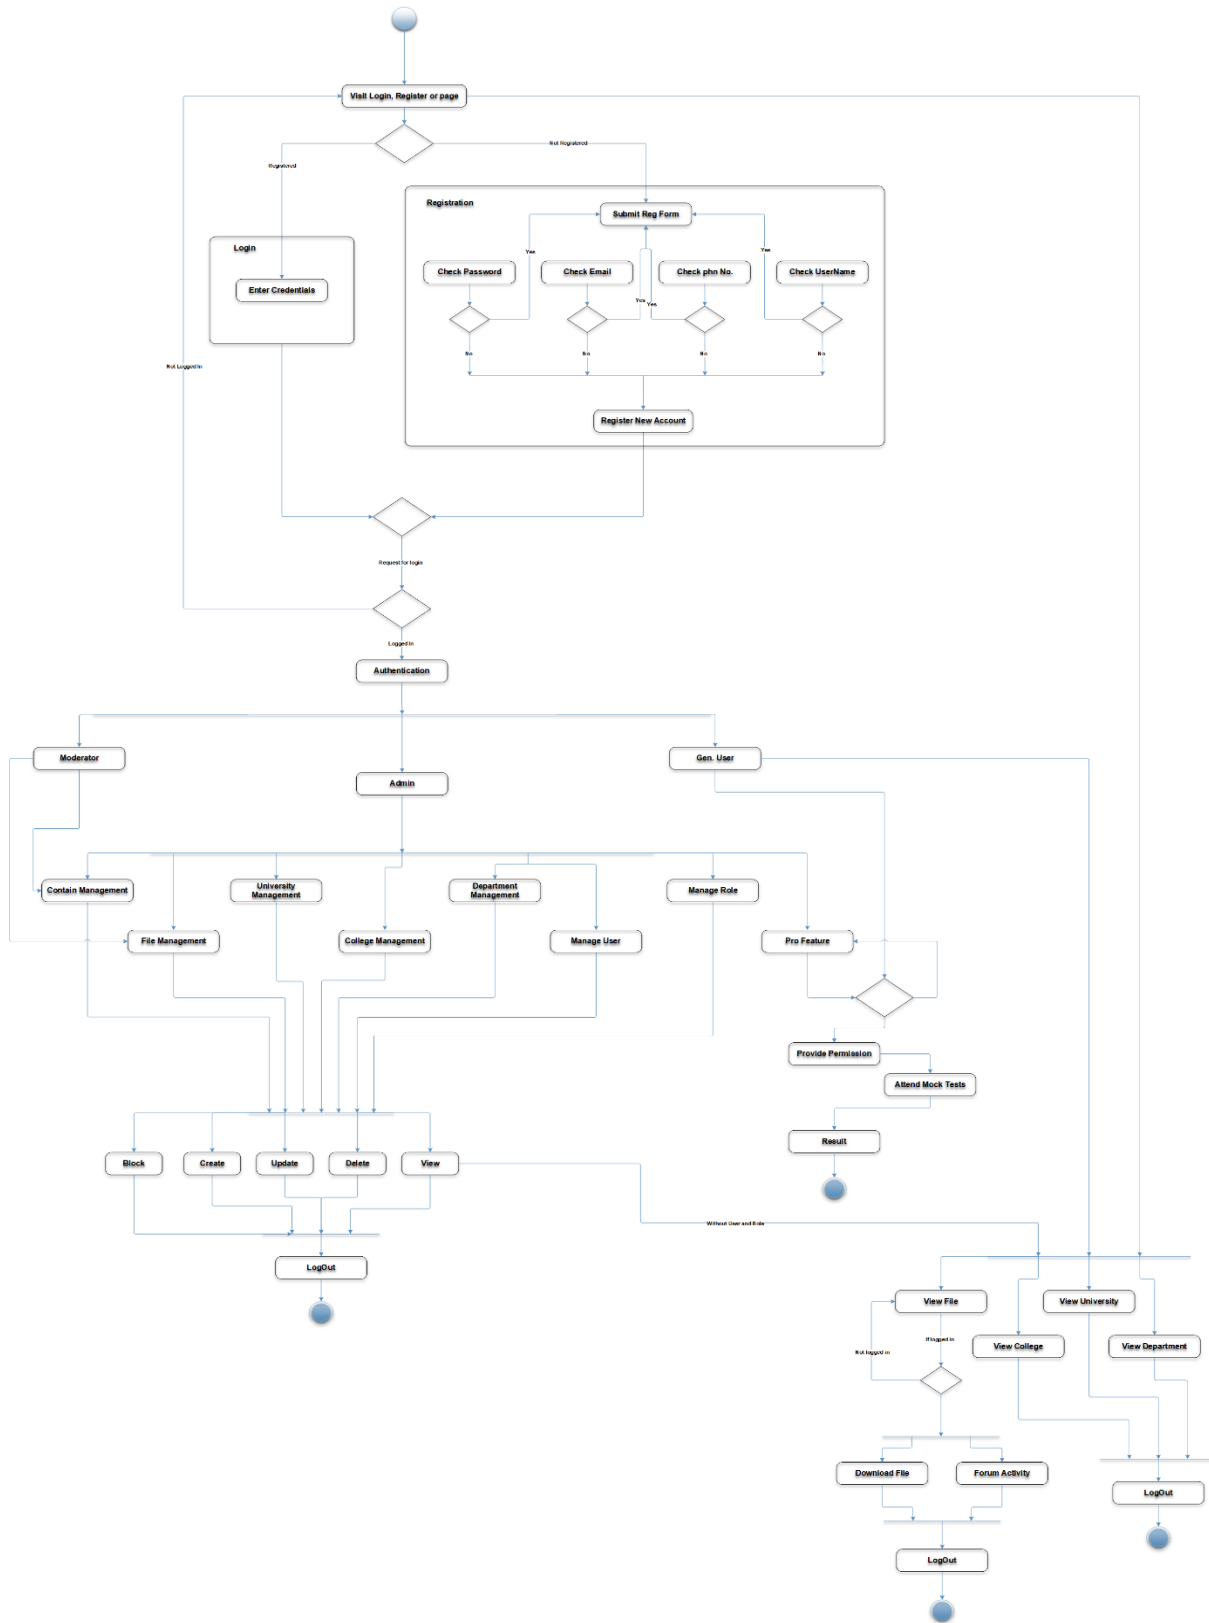 Visit Login, Register or page
Not Registered
Registered
Registration
Submit Reg Form
Login
Yes
Yes
Check Password
Check Email
Check phn No.
Check UserName
Enter Credentials
Yes
Yes
No
No
No
No
Not Logged In
Register New Account
Request for login
Logged In
Authentication
Moderator
Gen. User
Admin
Contain Management
University
Management
Department
Management
Manage Role
File Management
College Management
Manage User
Pro Feature
Provide Permission
Attend Mock Tests
Result
Block
Create
Update
Delete
View
Without User and Role
LogOut
View File
View University
If logged in
Not logged in
View College
View Department
Download File
Forum Activity
LogOut
LogOut